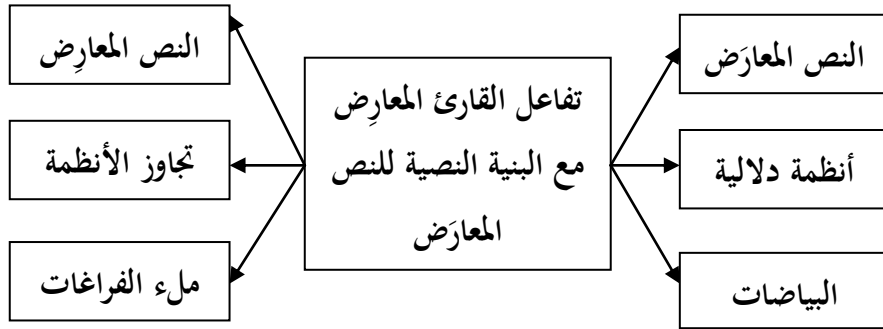 النص المعارَض
النص المعارِض
تفاعل القارئ المعارِض
مع البنية النصية للنص
المعارَض
أنظمة دلالية
تجاوز الأنظمة
البياضات
ملء الفراغات